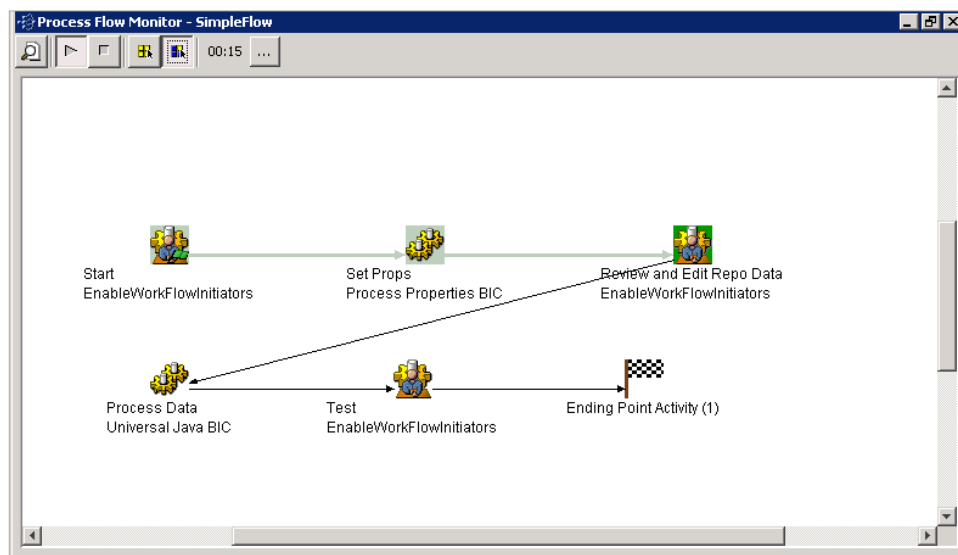 Process Flow Monitor - SimpleFlow
00:15 ...
Start
EnableWorkFlowInitiators
Set Props
Process Properties BIC
Review and Edit Repo Data
EnableWorkFlowInitiators
Process Data
Universal Java BIC
Test
EnableWorkFlowInitiators
Ending Point Activity (1)